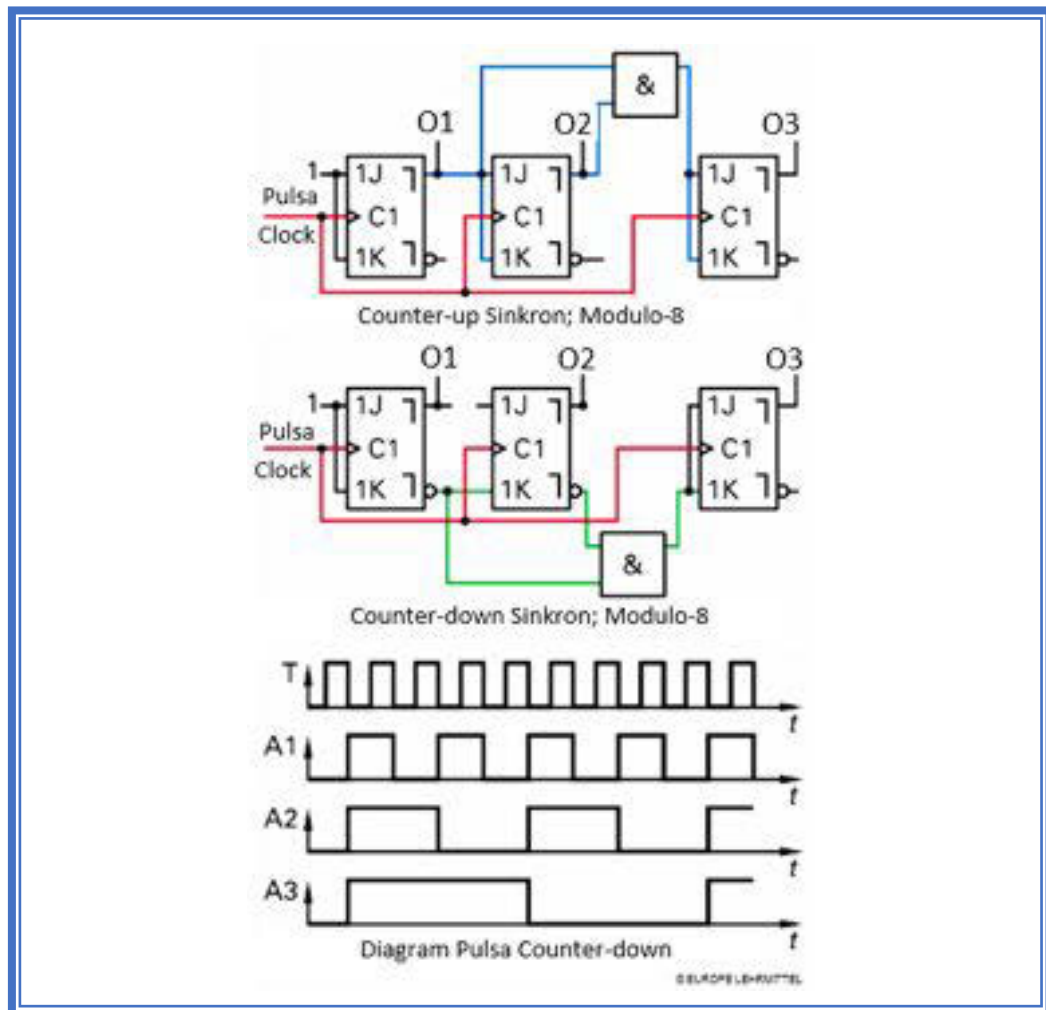 &
O1 O2 O3
1 1J 1J 1J
Pulsa
C1 C1 C1
Clock
1K 1K 1K
Counter-up Sinkron; Modulo-8
O1 O2 O3
1 1J 1J 1J
Pulsa
C1 C1 C1
Clock
1K 1K 1K
&
Counter-down Sinkron; Modulo-8
T
t
A1
t
A2
t
A3
t
Diagram Pulsa Counter-down
© EUROPE LEHRMITTEL